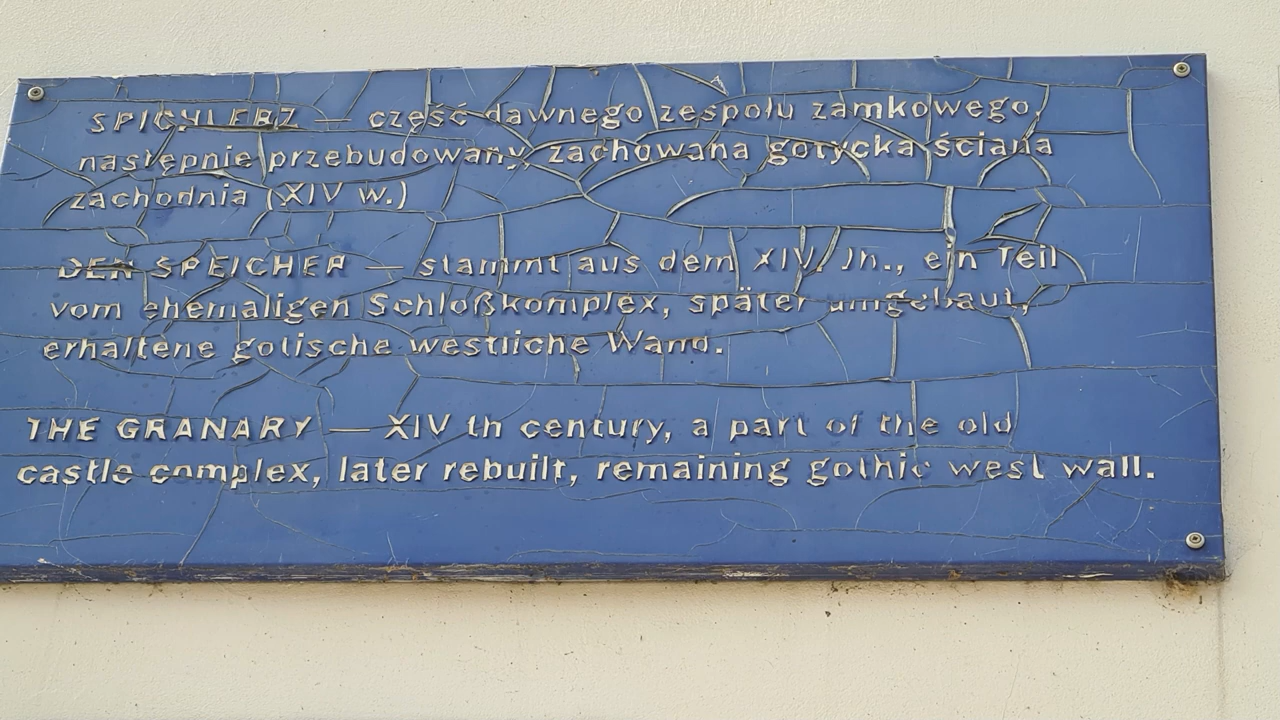 SPICHLERZ — część dawnego zespołu zamkowego,
następnie przebudowany, zachowana gotycka ściana
zachodnia (XIV w.)
DEN SPEICHER — stammt aus dem XIV. Jh., ein Teil
vom ehemaligen Schloßkomplex, später umgebaut,
erhaltene gotische westliche Wand.
THE GRANARY — XIV th century, a part of the old
castle complex, later rebuilt, remaining gothic west wall.